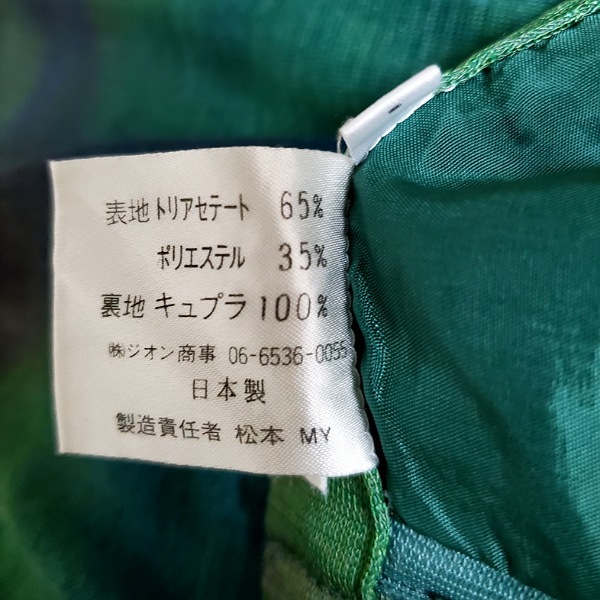 表地 トリアセテート 65%
ポリエステル 35%
裏地 キュプラ 100%
㈱ジオン商事 06-6536-0055
日本製
製造責任者 松本 MY